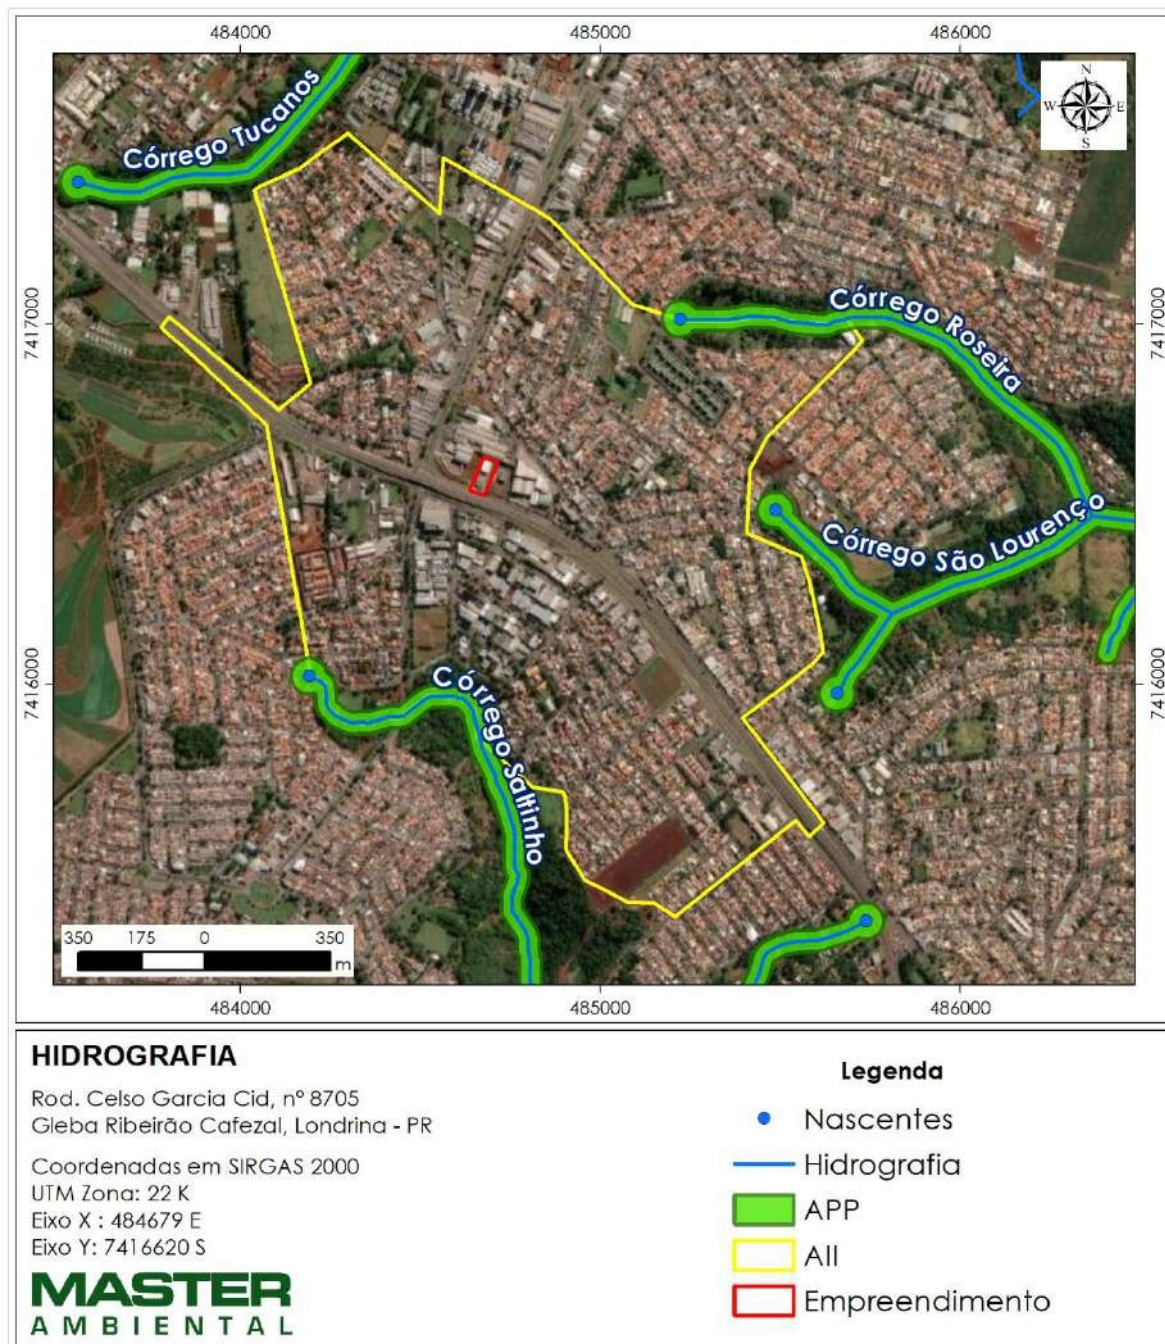 484000 485000 486000
N
W E
S
Córrego Tucanos
7417000 7417000
Córrego Roseira
Córrego São Lourenço
7416000 7416000
Córrego Saltinho
350 175 0 350
m
484000 485000 486000
HIDROGRAFIA
Rod. Celso Garcia Cid, nº 8705
Gleba Ribeirão Cafezal, Londrina - PR
Coordenadas em SIRGAS 2000
UTM Zona: 22 K
Eixo X : 484679 E
Eixo Y: 7416620 S
MASTER
AMBIENTAL
Legenda
Nascentes
Hidrografia
APP
AII
Empreendimento